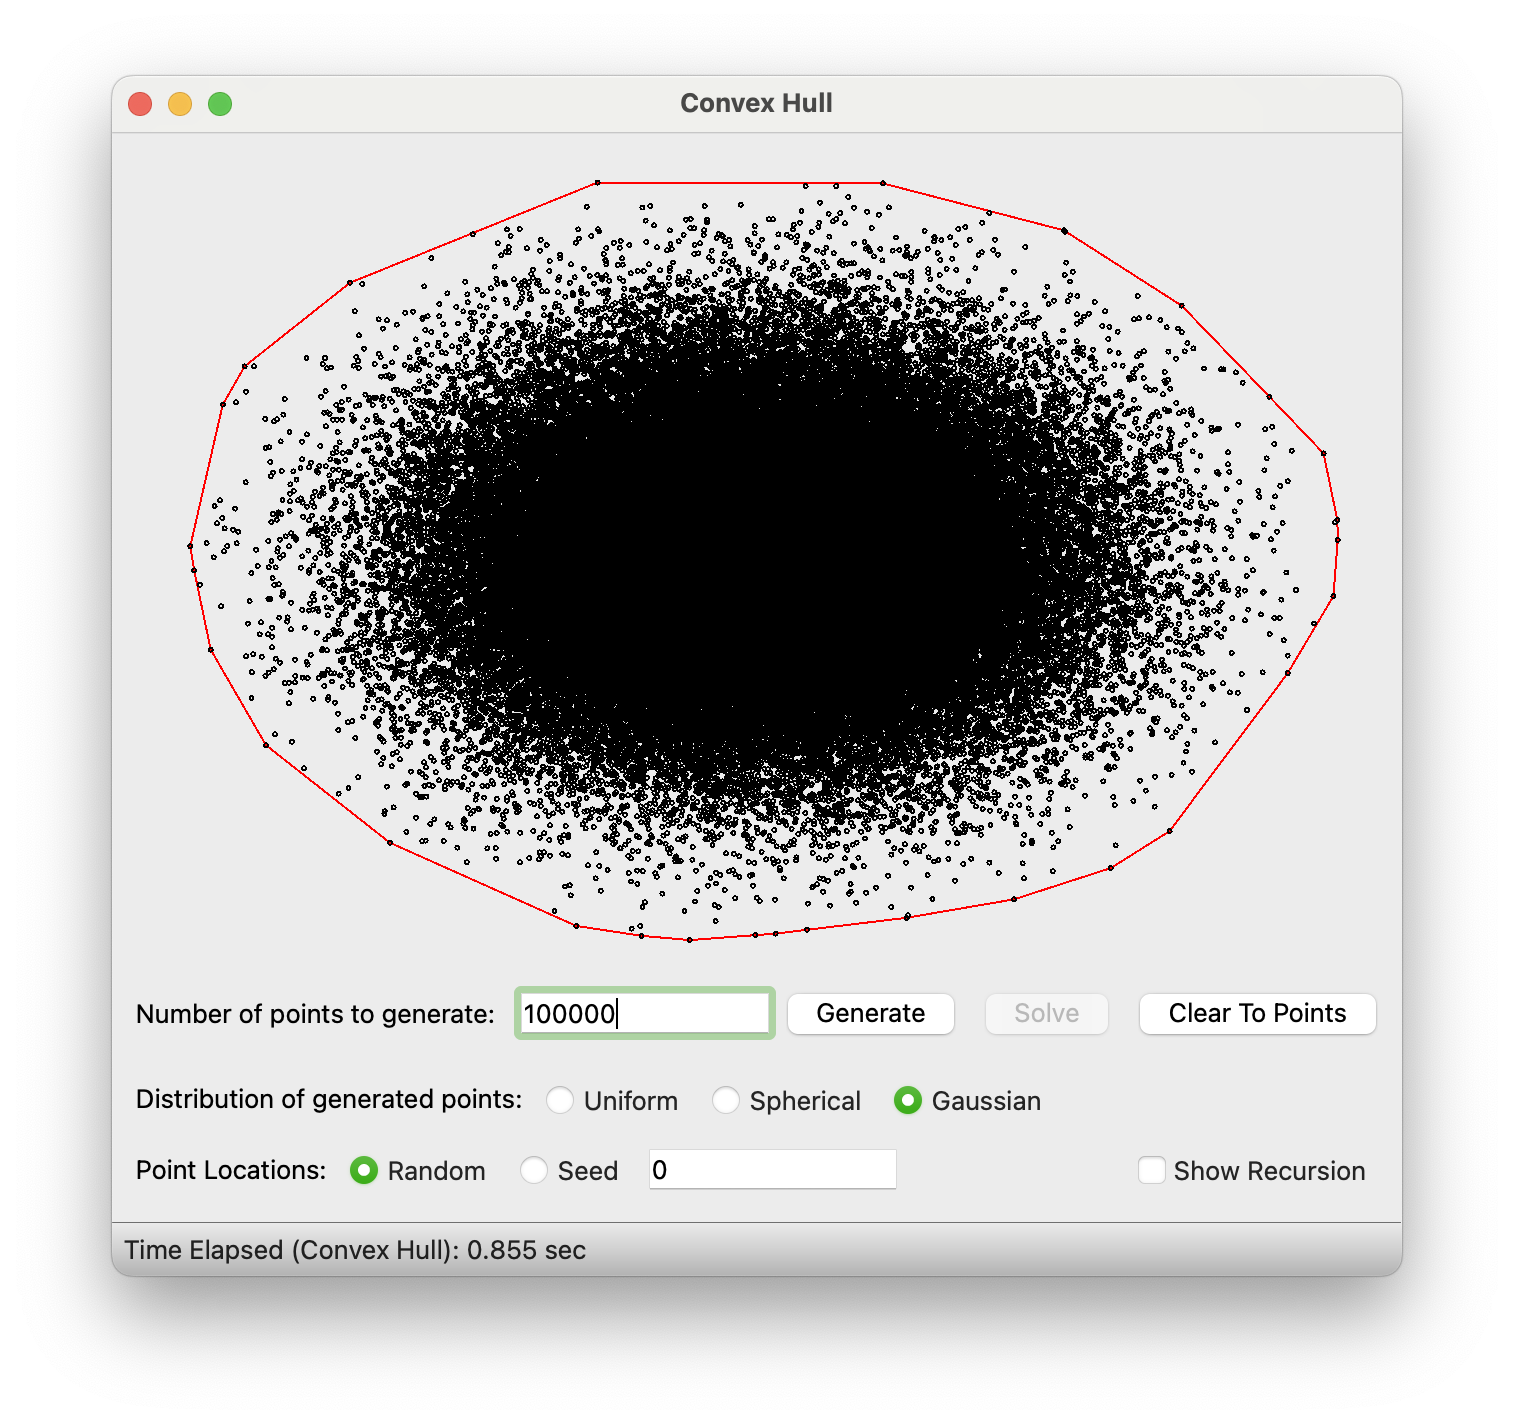 Convex Hull
Number of points to generate: 100000 Generate Solve Clear To Points
Distribution of generated points: Uniform Spherical Gaussian
Point Locations: Random Seed 0 Show Recursion
Time Elapsed (Convex Hull): 0.855 sec